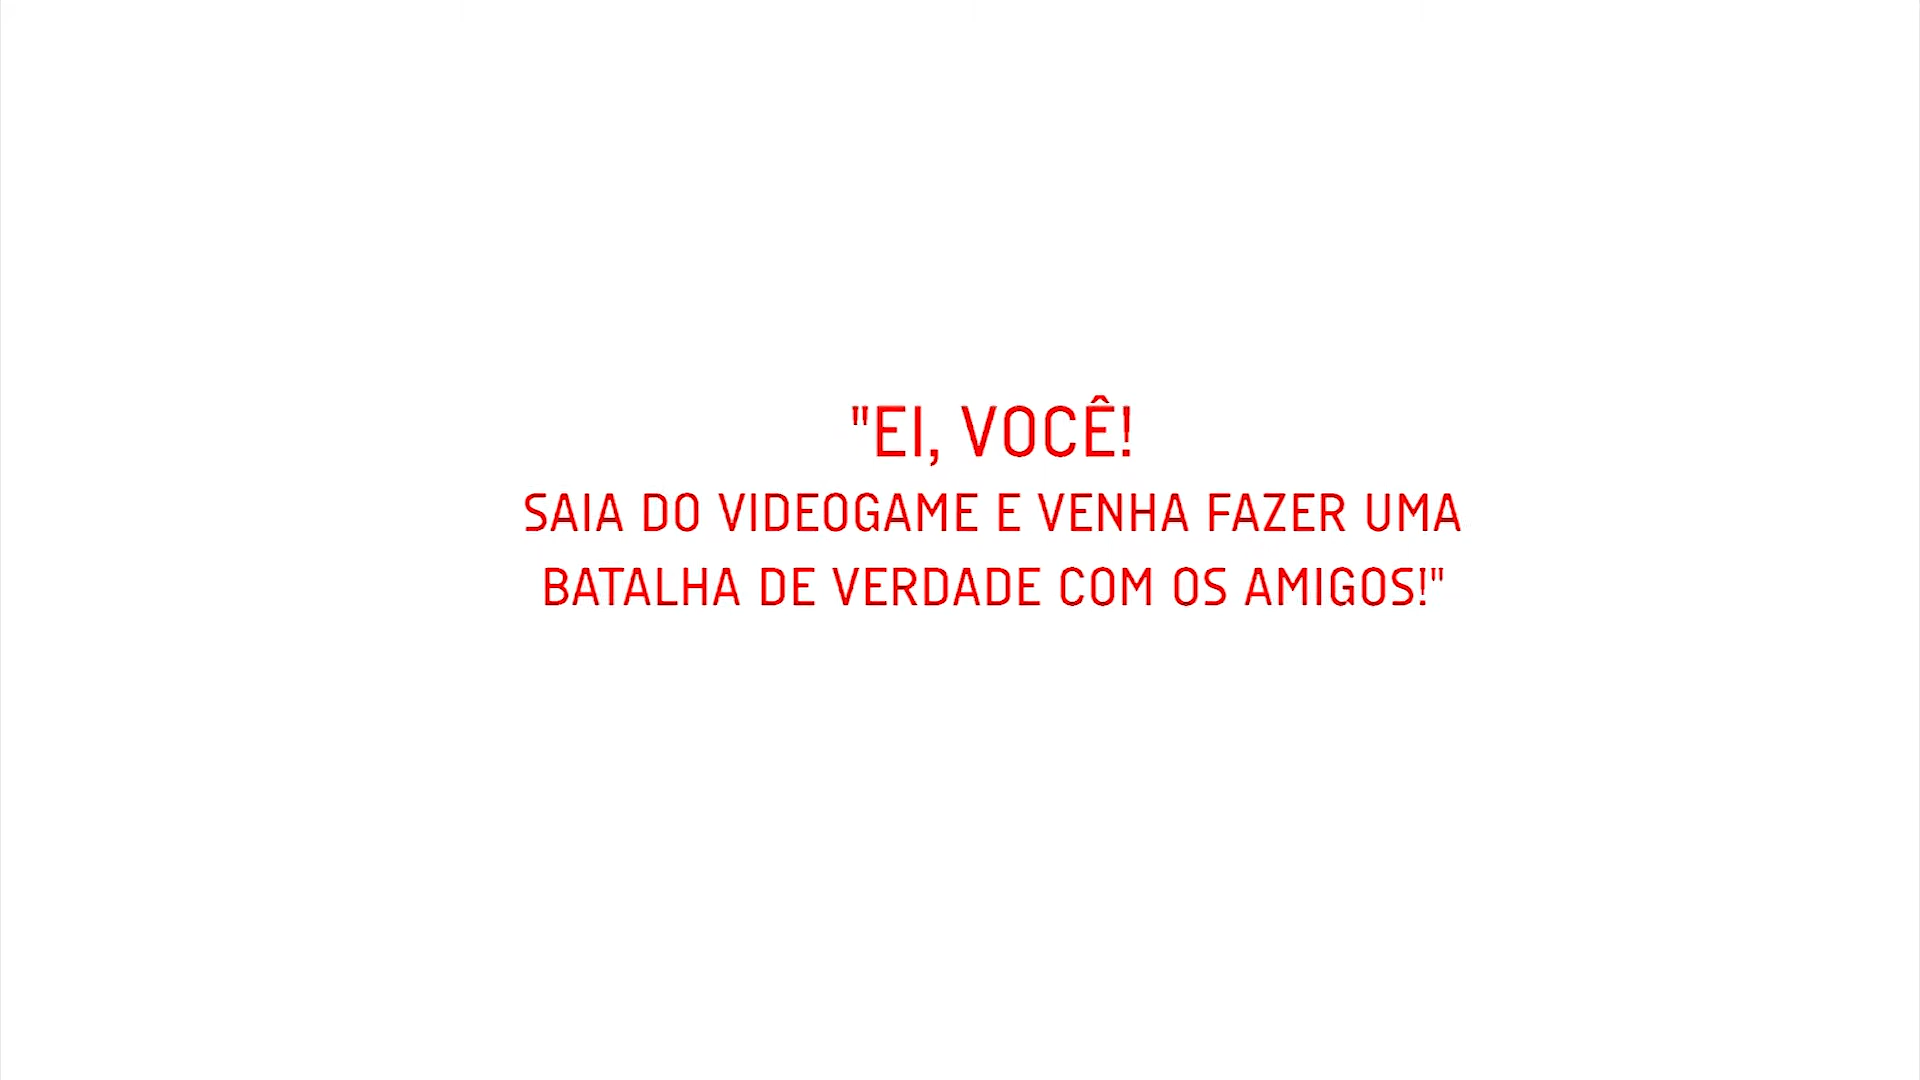 "EI, VOCÊ!
SAIA DO VIDEOGAME E VENHA FAZER UMA
BATALHA DE VERDADE COM OS AMIGOS!"